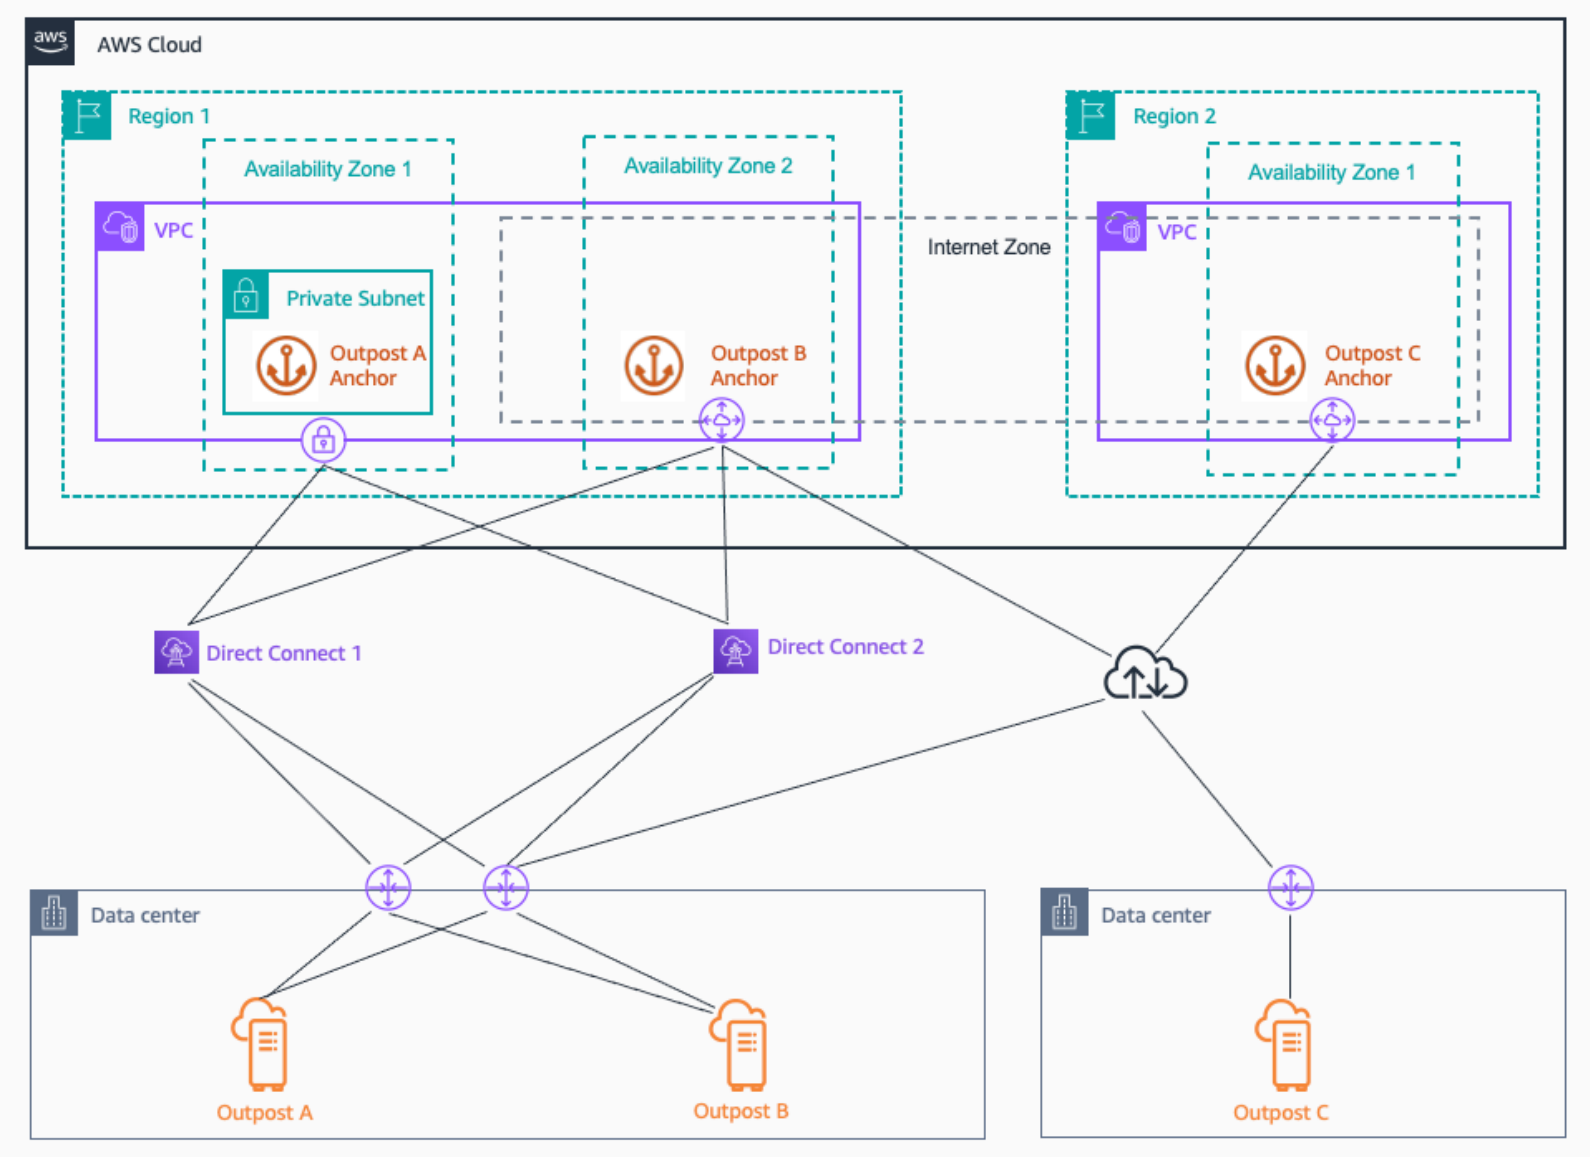 aws
AWS Cloud
Region 1
Region 2
Availability Zone 1
Availability Zone 2
Availability Zone 1
VPC
Internet Zone
VPC
Private Subnet
Outpost A
Anchor
Outpost B
Anchor
Outpost C
Anchor
Direct Connect 1
Direct Connect 2
Data center
Data center
Outpost A
Outpost B
Outpost C